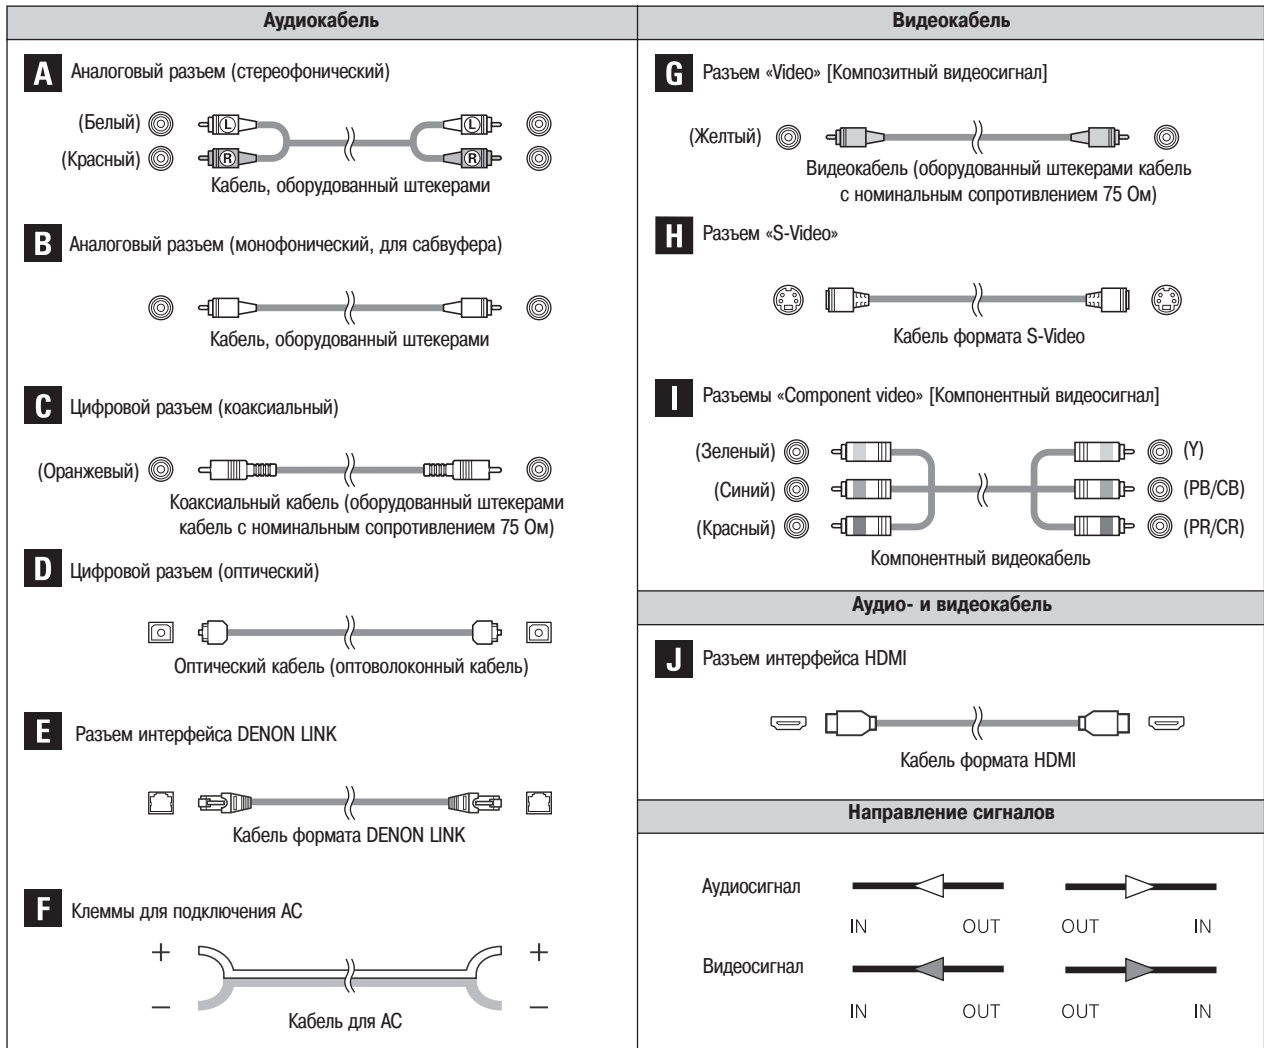 Аудиокабель
A Аналоговый разъем (стереофонический)
(Белый) L L
(Красный) R R
Кабель, оборудованный штекерами
B Аналоговый разъем (монофонический, для сабвуфера)
Кабель, оборудованный штекерами
C Цифровой разъем (коаксиальный)
(Оранжевый)
Коаксиальный кабель (оборудованный штекерами
кабель с номинальным сопротивлением 75 Ом)
D Цифровой разъем (оптический)
Оптический кабель (оптоволоконный кабель)
E Разъем интерфейса DENON LINK
Кабель формата DENON LINK
F Клеммы для подключения АС
+ +
– –
Кабель для АС
Видеокабель
G Разъем «Video» [Композитный видеосигнал]
(Желтый)
Видеокабель (оборудованный штекерами кабель
с номинальным сопротивлением 75 Ом)
H Разъем «S-Video»
Кабель формата S-Video
I Разъемы «Component video» [Компонентный видеосигнал]
(Зеленый) (Y)
(Синий) (PB/CB)
(Красный) (PR/CR)
Компонентный видеокабель
Аудио- и видеокабель
J Разъем интерфейса HDMI
Кабель формата HDMI
Направление сигналов
Аудиосигнал
IN OUT OUT IN
Видеосигнал
IN OUT OUT IN